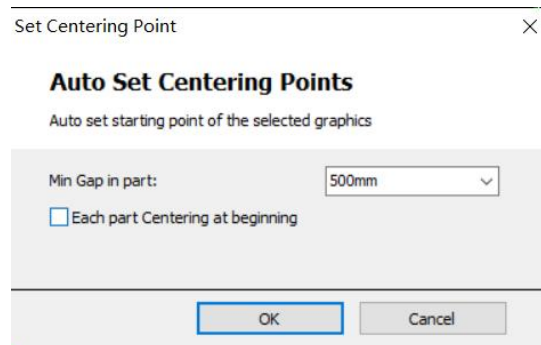 Set Centering Point
Auto Set Centering Points
Auto set starting point of the selected graphics
Min Gap in part: 500mm
Each part Centering at beginning
OK Cancel